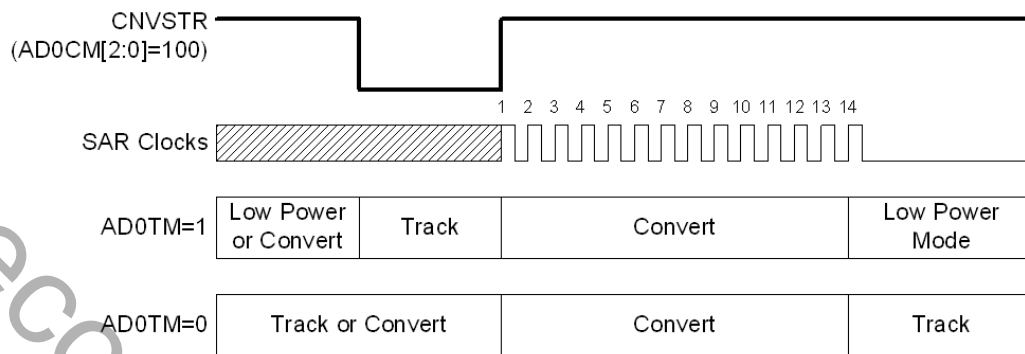 CNVSTR
(AD0CM[2:0]=100)
1 2 3 4 5 6 7 8 9 10 11 12 13 14
SAR Clocks
AD0TM=1
Low Power
or Convert
Track
Convert
Low Power
Mode
AD0TM=0
Track or Convert
Convert
Track